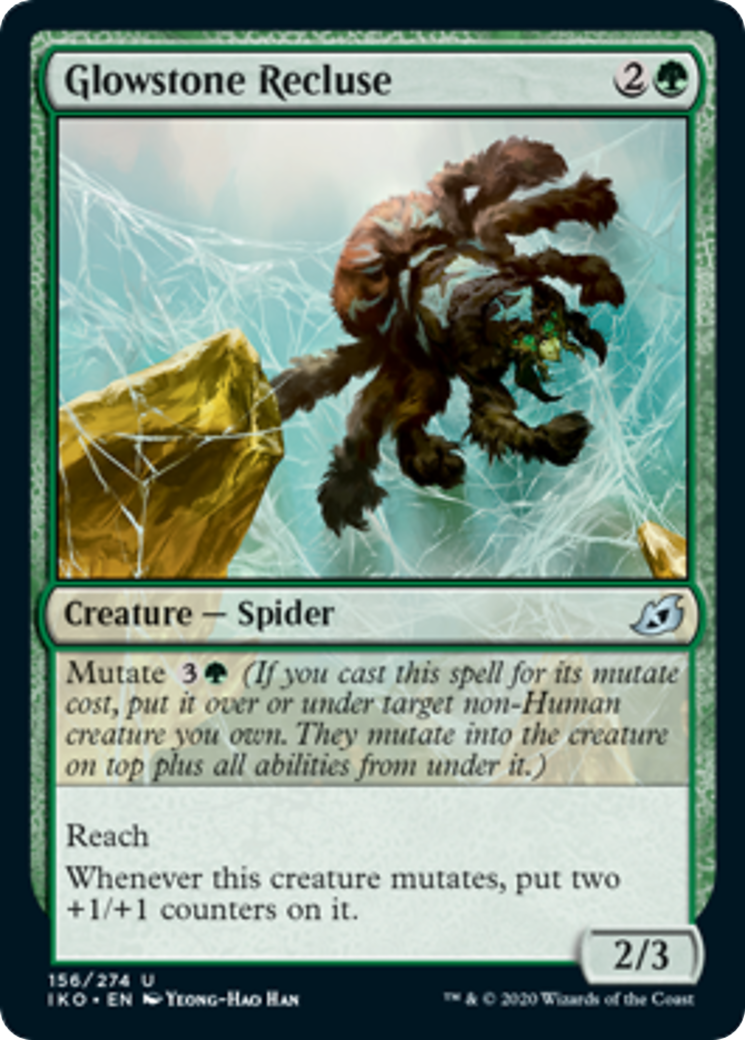 Glowstone Recluse 2
Creature — Spider
Mutate 3 (If you cast this spell for its mutate
cost, put it over or under target non-Human
creature you own. They mutate into the creature
on top plus all abilities from under it.)
Reach
Whenever this creature mutates, put two
+1/+1 counters on it.
2/3
156/274 U
IKO • EN Yeong-Hao Han
™ & © 2020 Wizards of the Coast